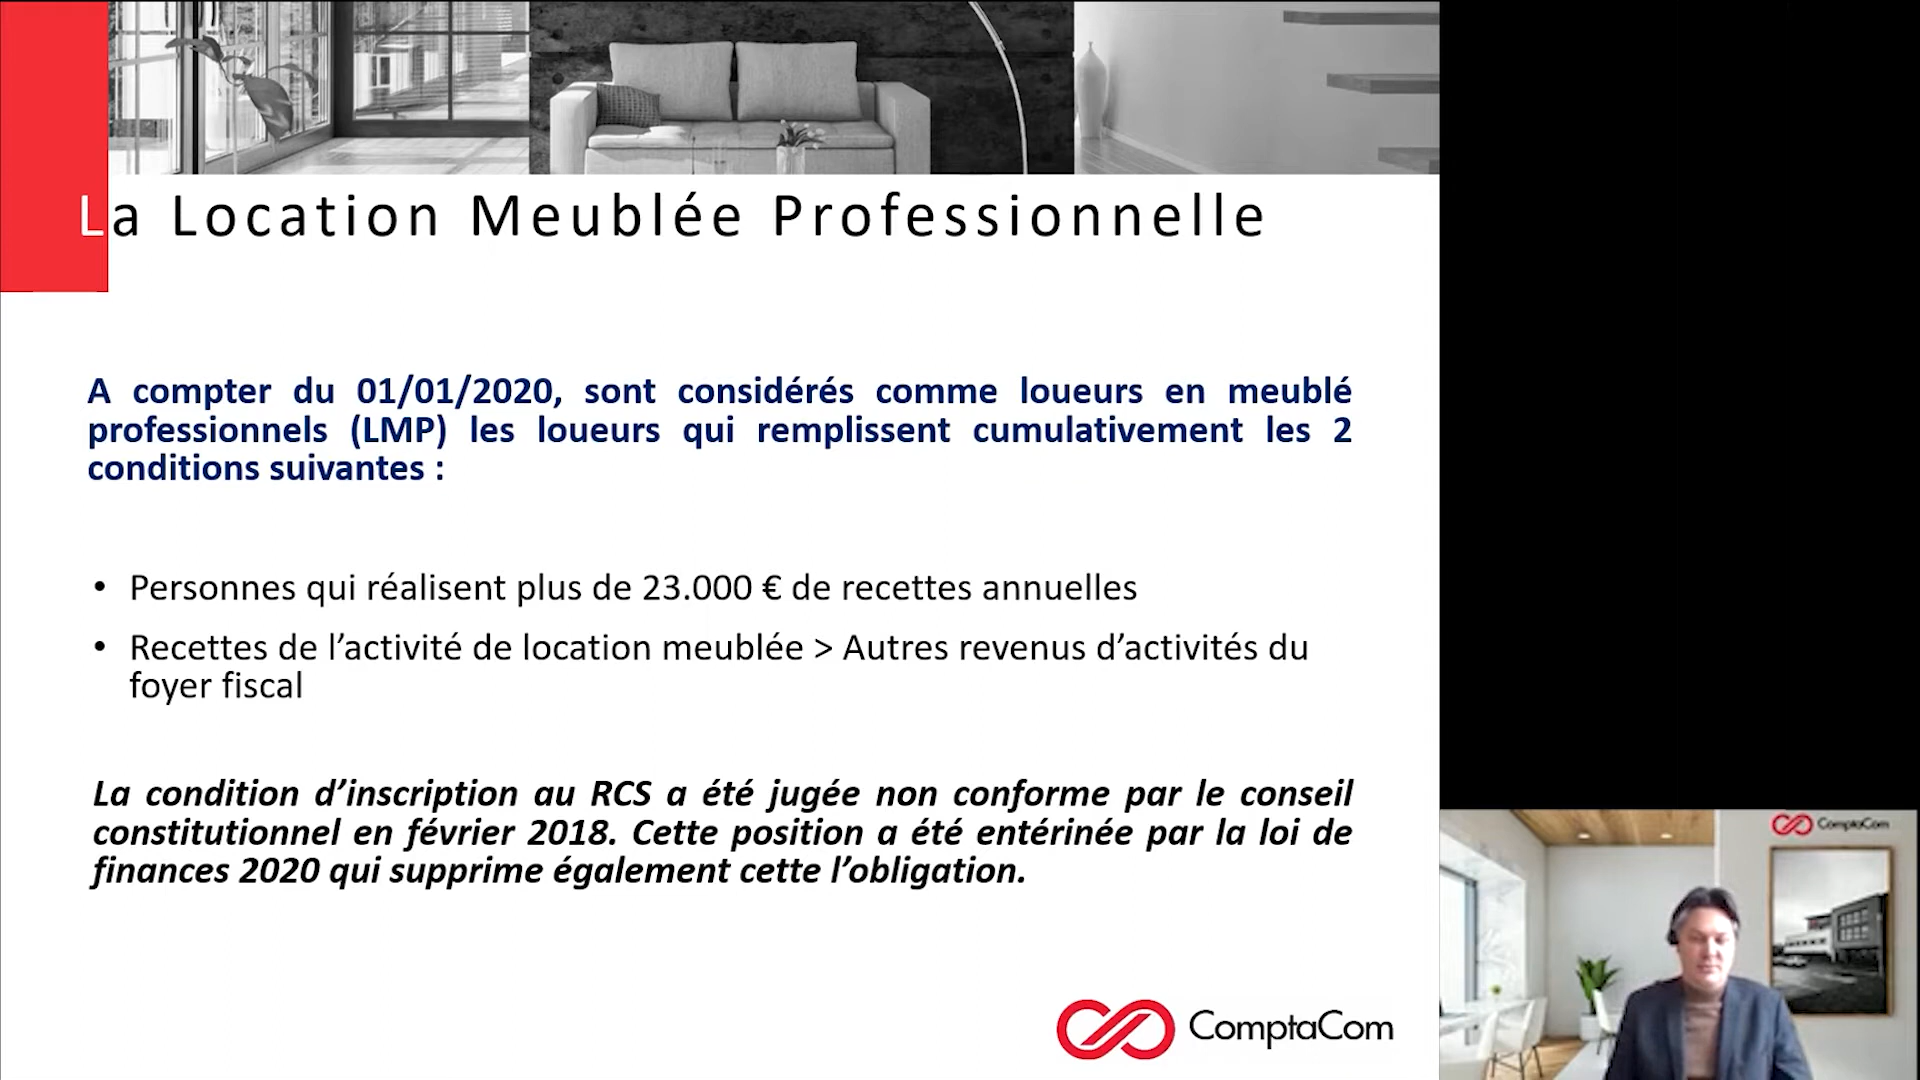 La Location Meublée Professionnelle
A compter du 01/01/2020, sont considérés comme loueurs en meublé
professionnels (LMP) les loueurs qui remplissent cumulativement les 2
conditions suivantes :
• Personnes qui réalisent plus de 23.000 € de recettes annuelles
• Recettes de l’activité de location meublée > Autres revenus d’activités du
foyer fiscal
La condition d’inscription au RCS a été jugée non conforme par le conseil
constitutionnel en février 2018. Cette position a été entérinée par la loi de
finances 2020 qui supprime également cette l’obligation.
ComptaCom
ComptaCom